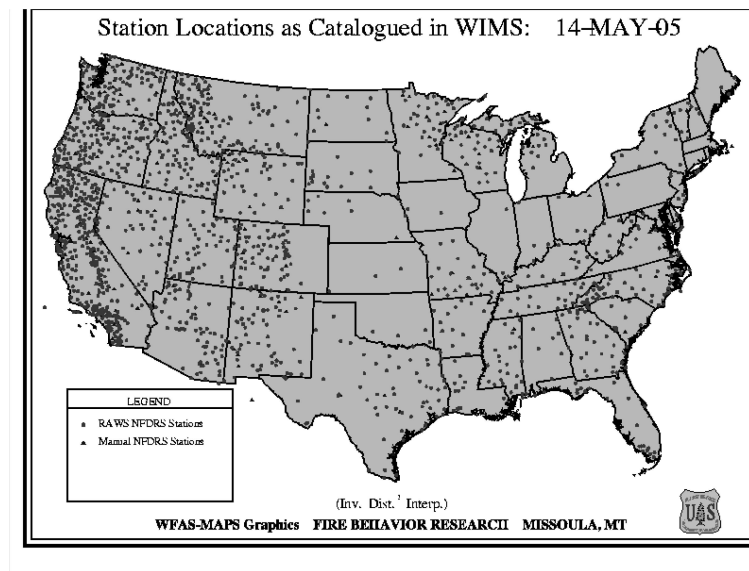 Station Locations as Catalogued in WIMS: 14-MAY-05
LEGEND
RAWS NFDRS Stations
Manual NFDRS Stations
(Inv. Dist.² Interp.)
WFAS-MAPS Graphics FIRE BEHAVIOR RESEARCH MISSOULA, MT
U S